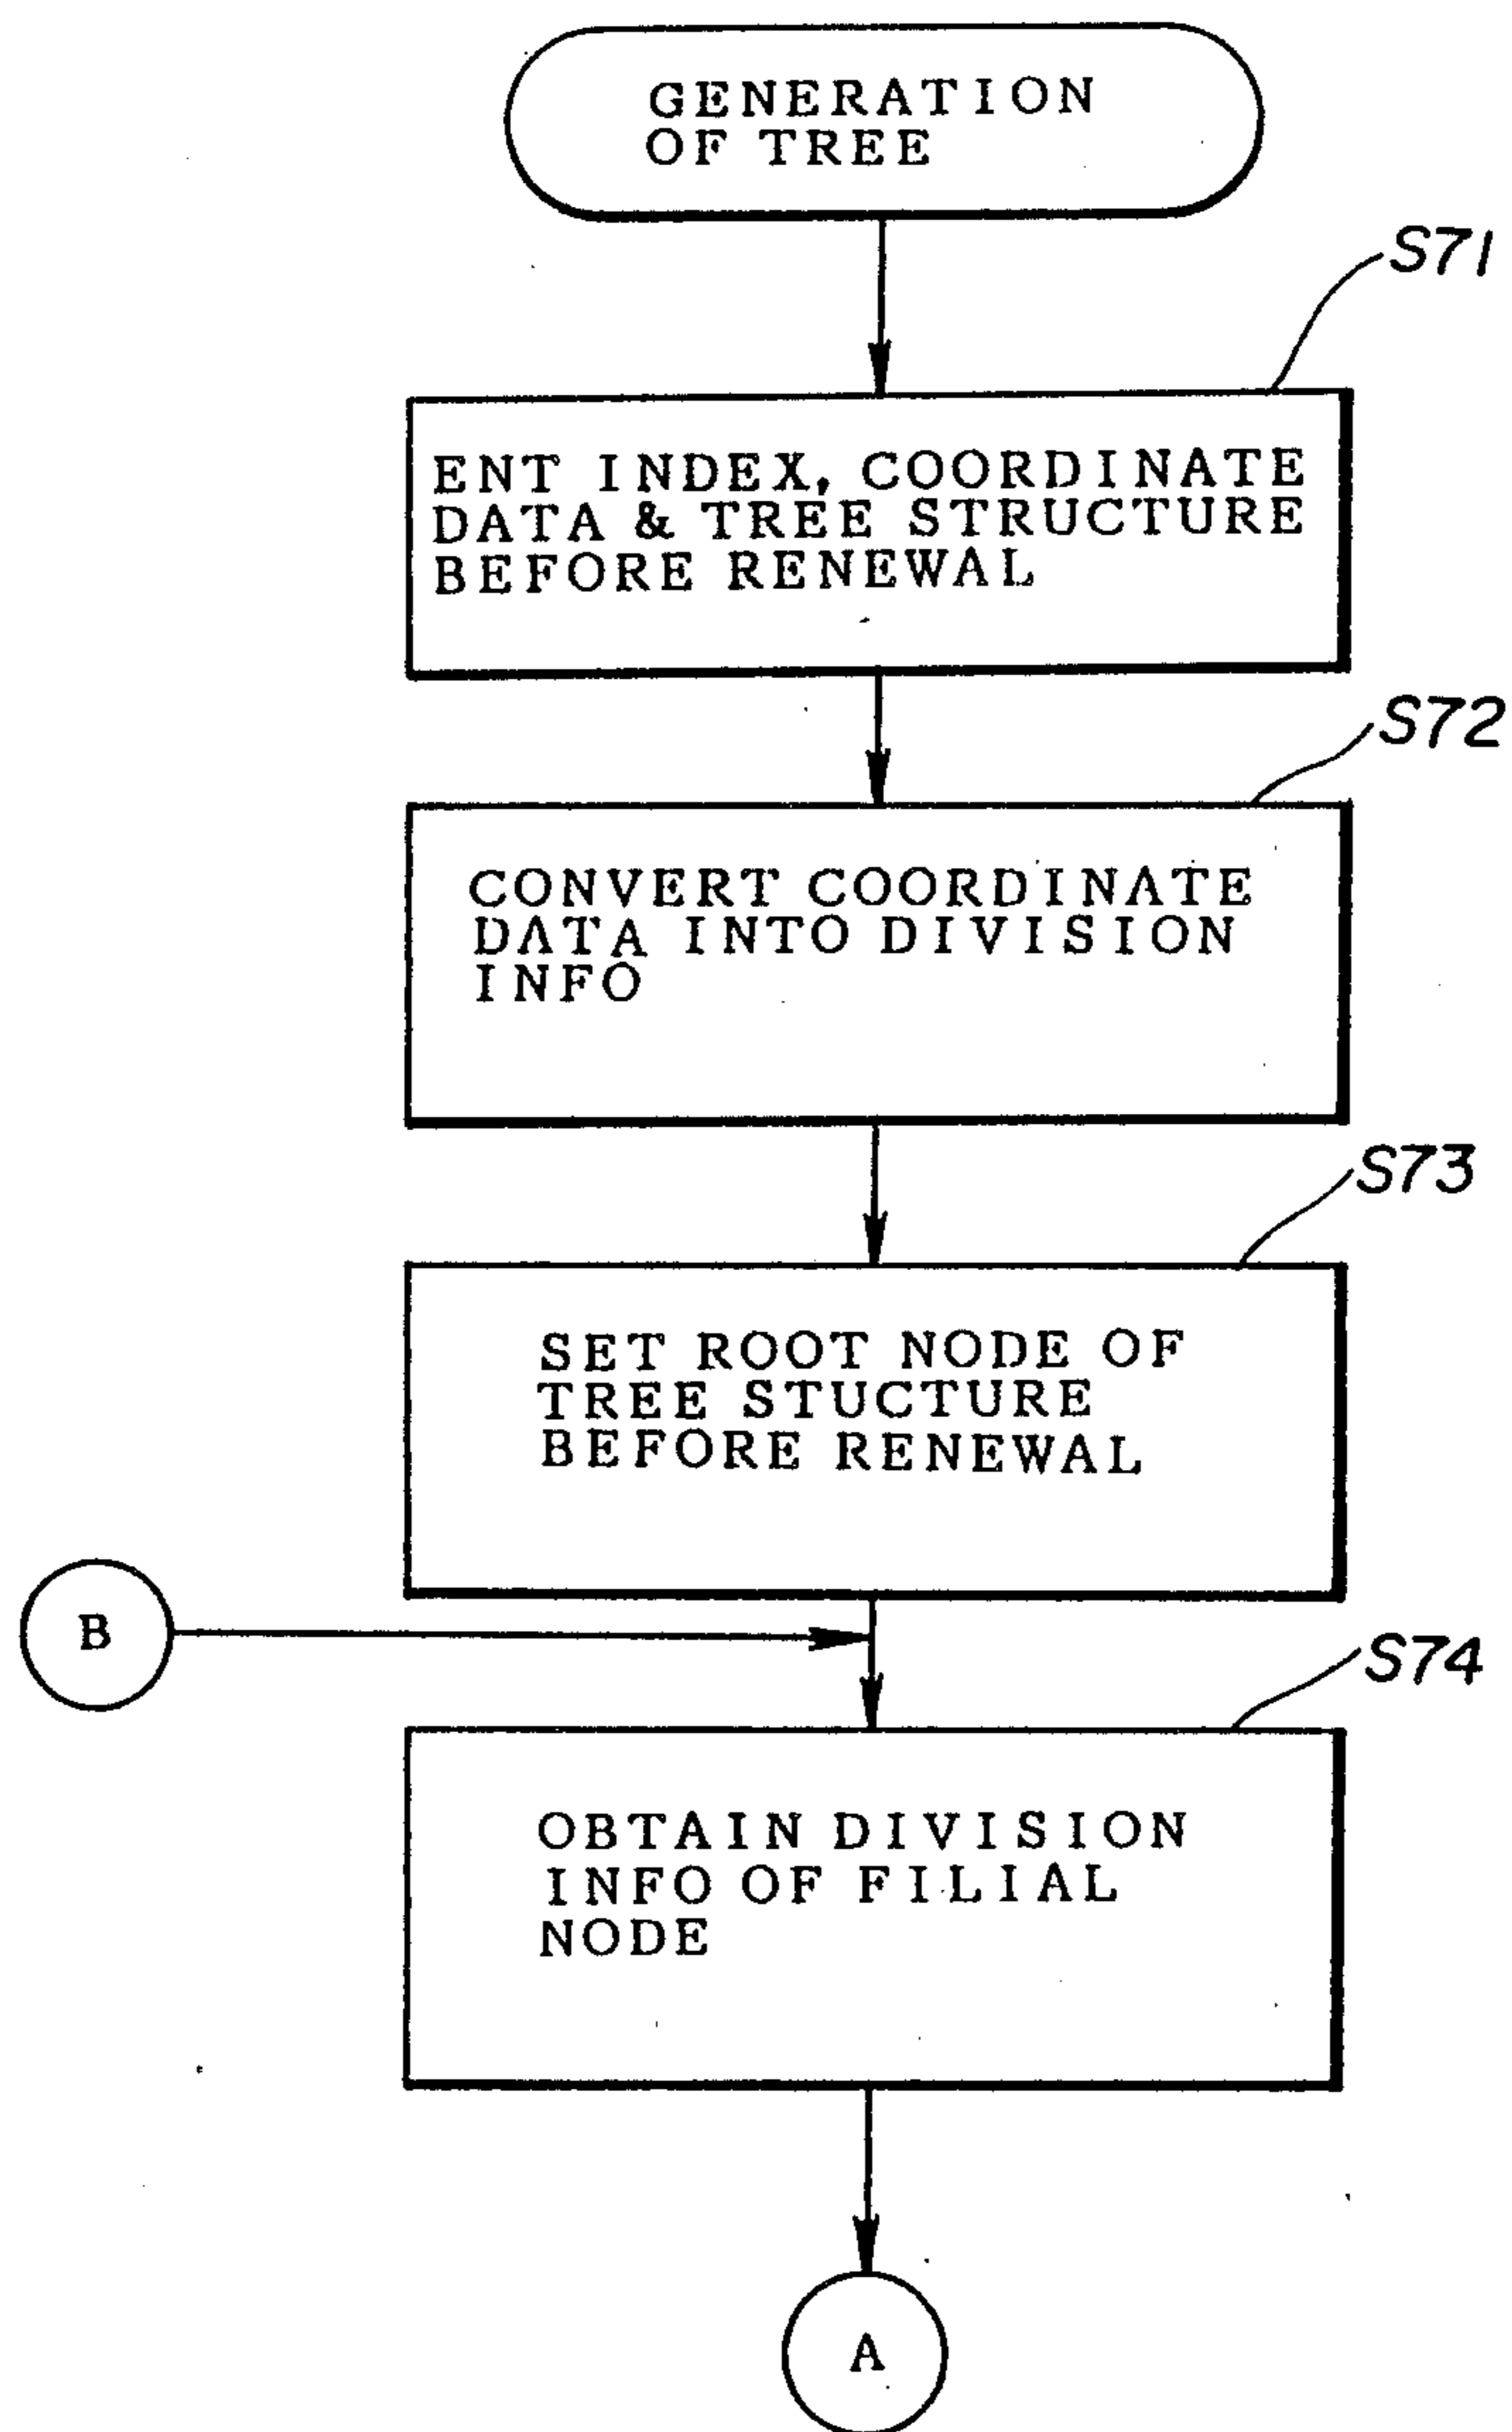 GENERATION
OF TREE
S71
ENT INDEX, COORDINATE
DATA & TREE STRUCTURE
BEFORE RENEWAL
S72
CONVERT COORDINATE
DATA INTO DIVISION
INFO
S73
SET ROOT NODE OF
TREE STUCTURE
BEFORE RENEWAL
B
S74
OBTAIN DIVISION
INFO OF FILIAL
NODE
A